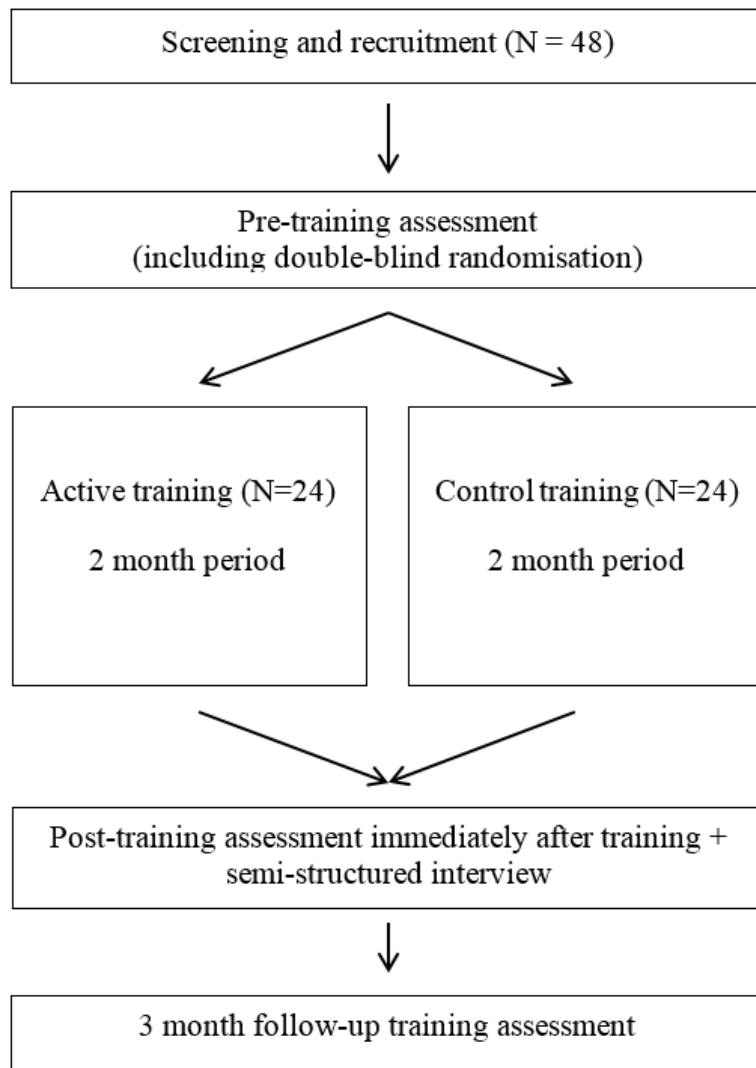 Screening and recruitment (N = 48)
Pre-training assessment
(including double-blind randomisation)
Active training (N=24)
2 month period
Control training (N=24)
2 month period
Post-training assessment immediately after training +
semi-structured interview
3 month follow-up training assessment